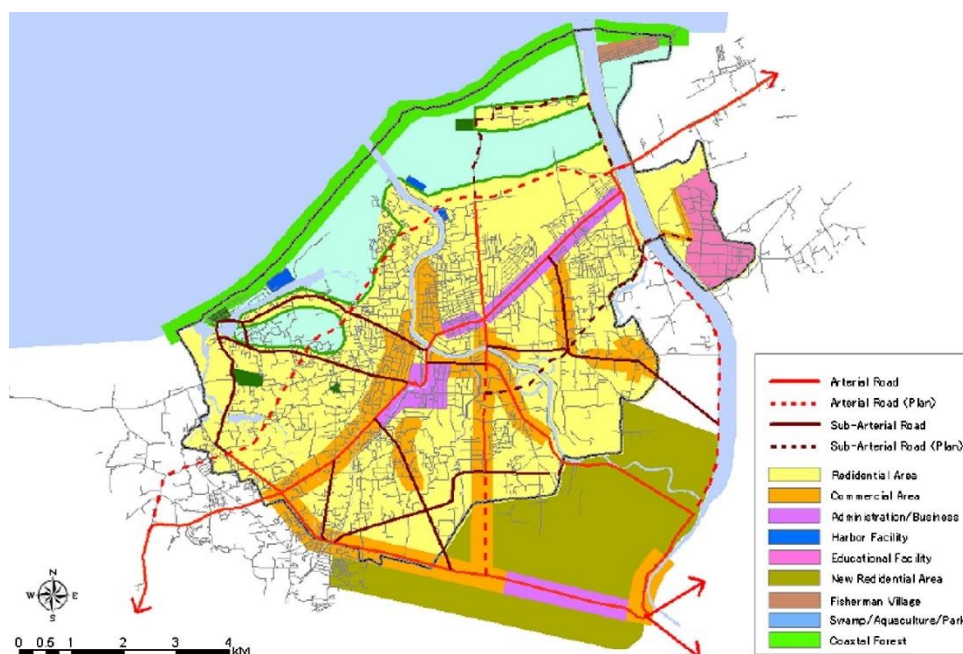 Arterial Road
Arterial Road (Plan)
Sub-Arterial Road
Sub-Arterial Road (Plan)
Redidential Area
Commercial Area
Administration/Business
Harbor Facility
Educational Facility
New Redidential Area
Fisherman Village
Swamp/Aquaculture/Park
Coastal Forest
N
W E
S
0 0.5 1 2 3 4
KM